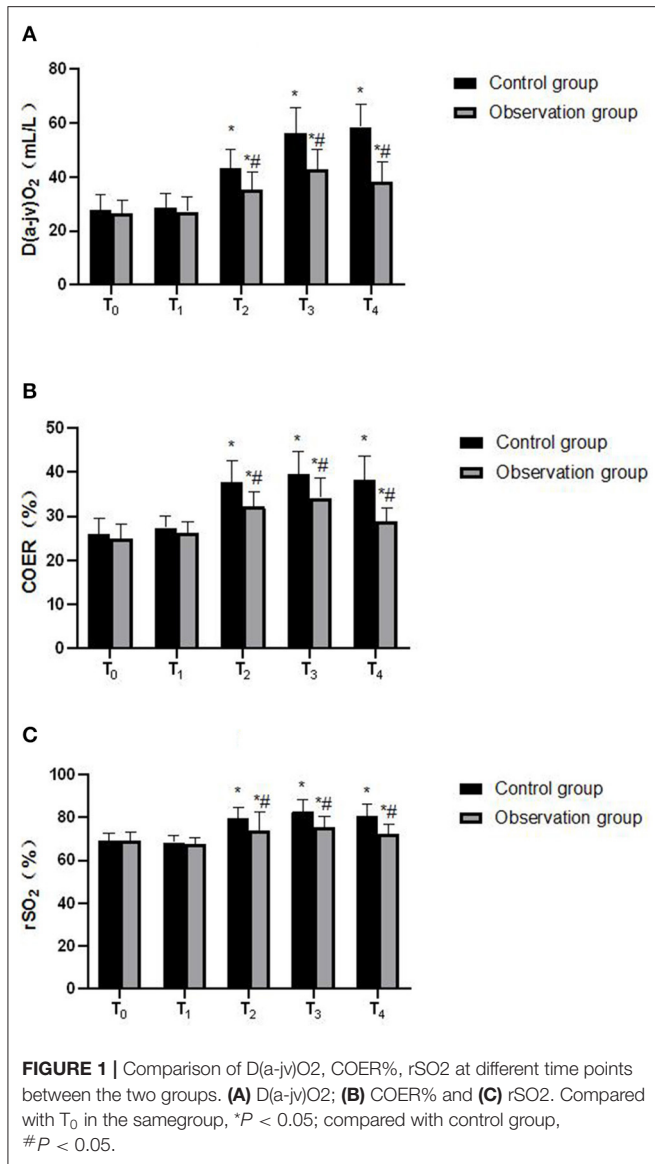 A
D(a-jv)O₂ (mL/L)
80
60
40
20
0
* * *
*# *# *#
T₀ T₁ T₂ T₃ T₄
Control group
Observation group
B
COER (%)
50
40
30
20
10
0
* * *
*# *# *#
T₀ T₁ T₂ T₃ T₄
Control group
Observation group
C
rSO₂ (%)
100
80
60
40
20
0
* * *
*# *# *#
T₀ T₁ T₂ T₃ T₄
Control group
Observation group
FIGURE 1 | Comparison of D(a-jv)O2, COER%, rSO2 at different time points
between the two groups. (A) D(a-jv)O2; (B) COER% and (C) rSO2. Compared
with T₀ in the samegroup, *P < 0.05; compared with control group,
#P < 0.05.